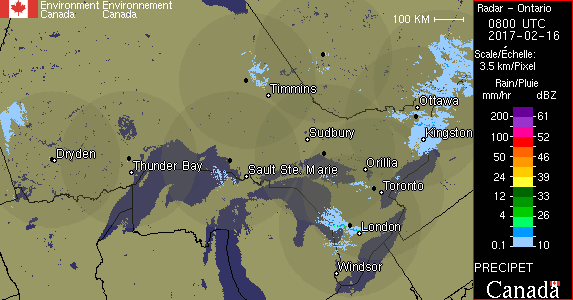 Environment Environnement
Canada Canada
100 KM
Radar - Ontario
0800 UTC
2017-02-16
Scale/Échelle:
3.5 km/Pixel
Rain/Pluie
mm/hr dBZ
200 61
100 52
50 46
24 39
12 33
4 26
0.1 10
PRECIPET
Canada
Timmins
Ottawa
Sudbury
Kingston
Dryden
Thunder Bay
Sault Ste. Marie
Orillia
Toronto
London
Windsor